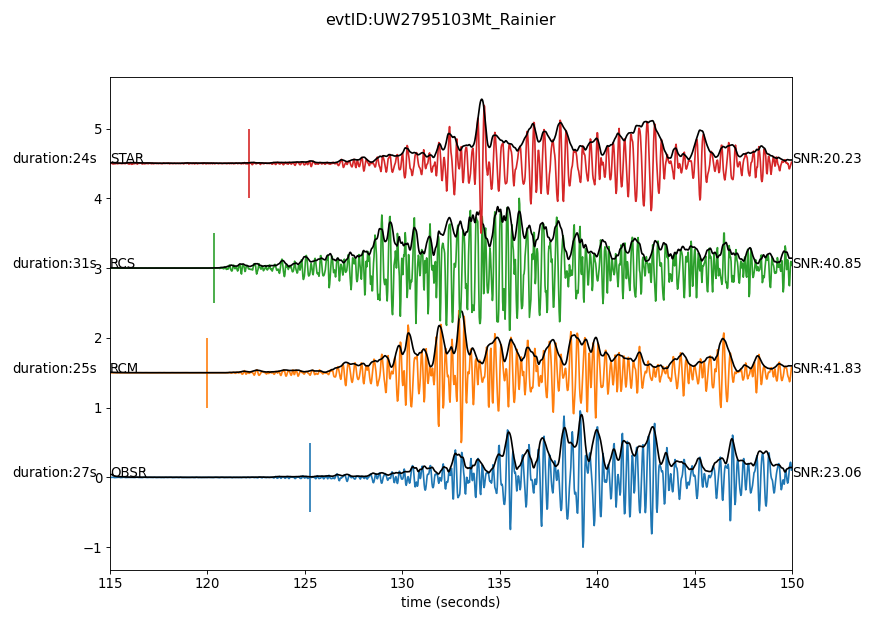 evtID:UW2795103Mt_Rainier
5
duration:24s STAR SNR:20.23
4
duration:31s 3 RCS SNR:40.85
2
duration:25s RCM SNR:41.83
1
duration:27s 0 OBSR SNR:23.06
−1
115 120 125 130 135 140 145 150
time (seconds)